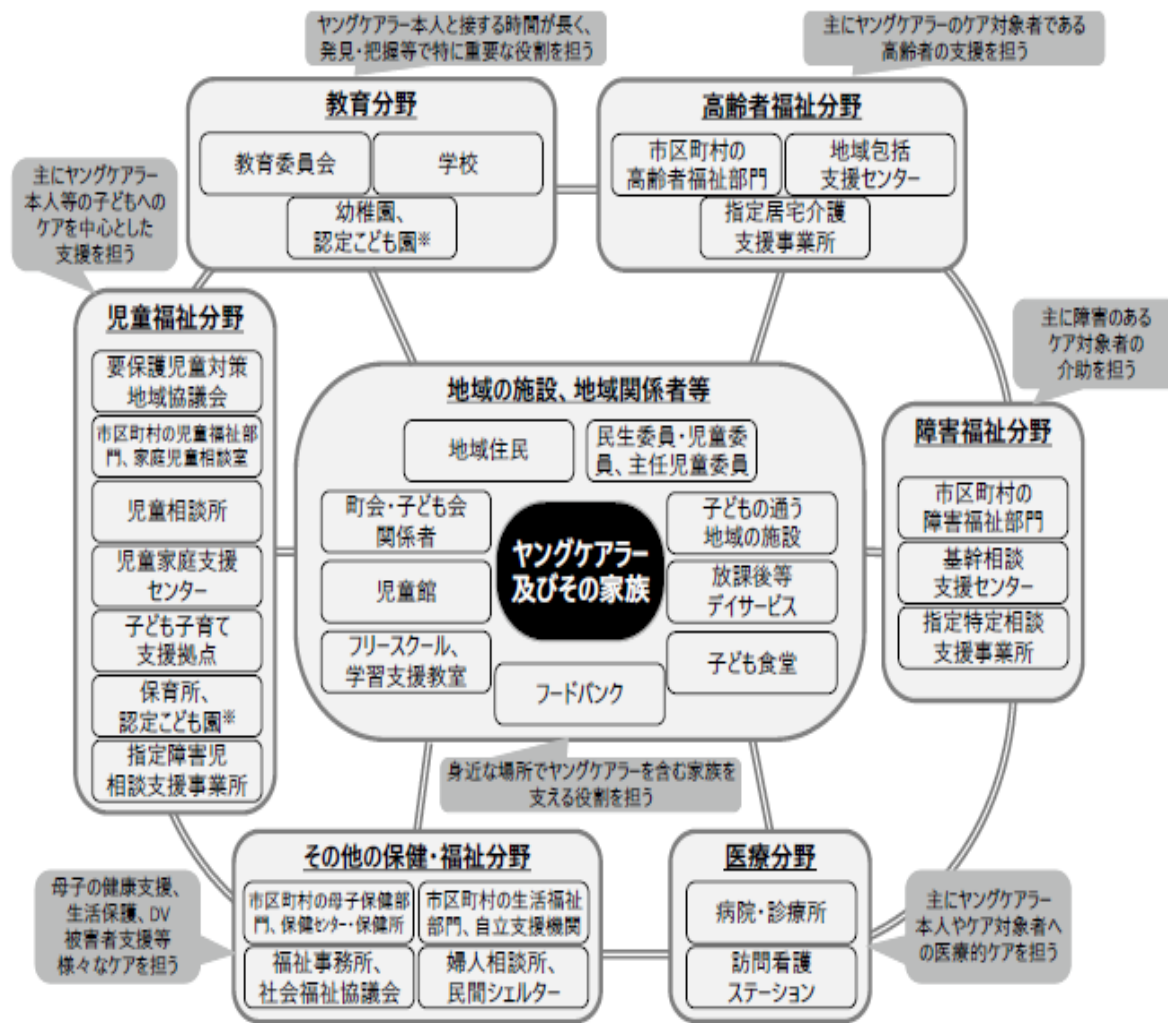 ヤングケアラー本人と接する時間が長く、
発見・把握等で特に重要な役割を担う
主にヤングケアラーのケア対象者である
高齢者の支援を担う
教育分野
教育委員会
学校
幼稚園、
認定こども園※
高齢者福祉分野
市区町村の
高齢者福祉部門
地域包括
支援センター
指定居宅介護
支援事業所
主にヤングケアラー
本人等の子どもへの
ケアを中心とした
支援を担う
児童福祉分野
要保護児童対策
地域協議会
市区町村の児童福祉部
門、家庭児童相談室
児童相談所
児童家庭支援
センター
子ども子育て
支援拠点
保育所、
認定こども園※
指定障害児
相談支援事業所
地域の施設、地域関係者等
地域住民
民生委員・児童委
員、主任児童委員
町会・子ども会
関係者
児童館
フリースクール、
学習支援教室
ヤングケアラー
及びその家族
子どもの通う
地域の施設
放課後等
デイサービス
子ども食堂
フードバンク
身近な場所でヤングケアラーを含む家族を
支える役割を担う
主に障害のある
ケア対象者の
介助を担う
障害福祉分野
市区町村の
障害福祉部門
基幹相談
支援センター
指定特定相談
支援事業所
母子の健康支援、
生活保護、DV
被害者支援等
様々なケアを担う
その他の保健・福祉分野
市区町村の母子保健部
門、保健センター・保健所
市区町村の生活福祉
部門、自立支援機関
福祉事務所、
社会福祉協議会
婦人相談所、
民間シェルター
医療分野
病院・診療所
訪問看護
ステーション
主にヤングケアラー
本人やケア対象者へ
の医療的ケアを担う